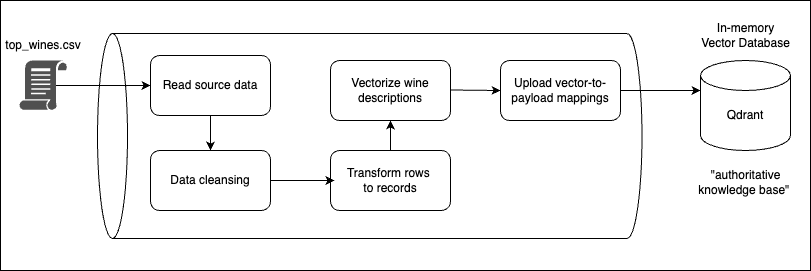 top_wines.csv
Read source data
Data cleansing
Transform rows
to records
Vectorize wine
descriptions
Upload vector-to-
payload mappings
In-memory
Vector Database
Qdrant
"authoritative
knowledge base"